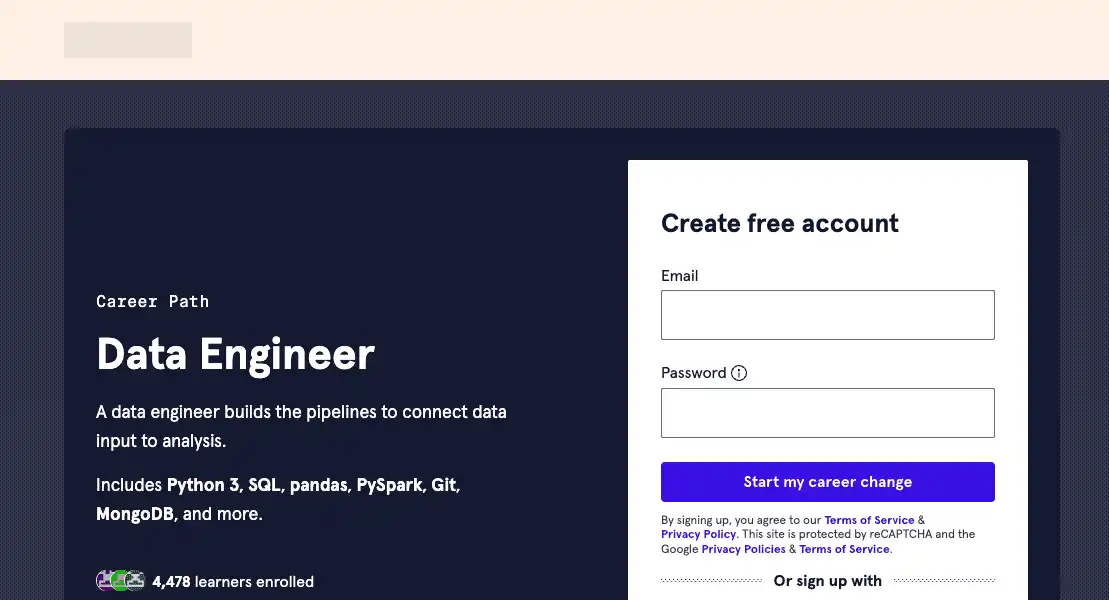 Career Path
Data Engineer
A data engineer builds the pipelines to connect data
input to analysis.
Includes Python 3, SQL, pandas, PySpark, Git,
MongoDB, and more.
4,478 learners enrolled
Create free account
Email
Password
Start my career change
By signing up, you agree to our Terms of Service &
Privacy Policy. This site is protected by reCAPTCHA and the
Google Privacy Policies & Terms of Service.
Or sign up with